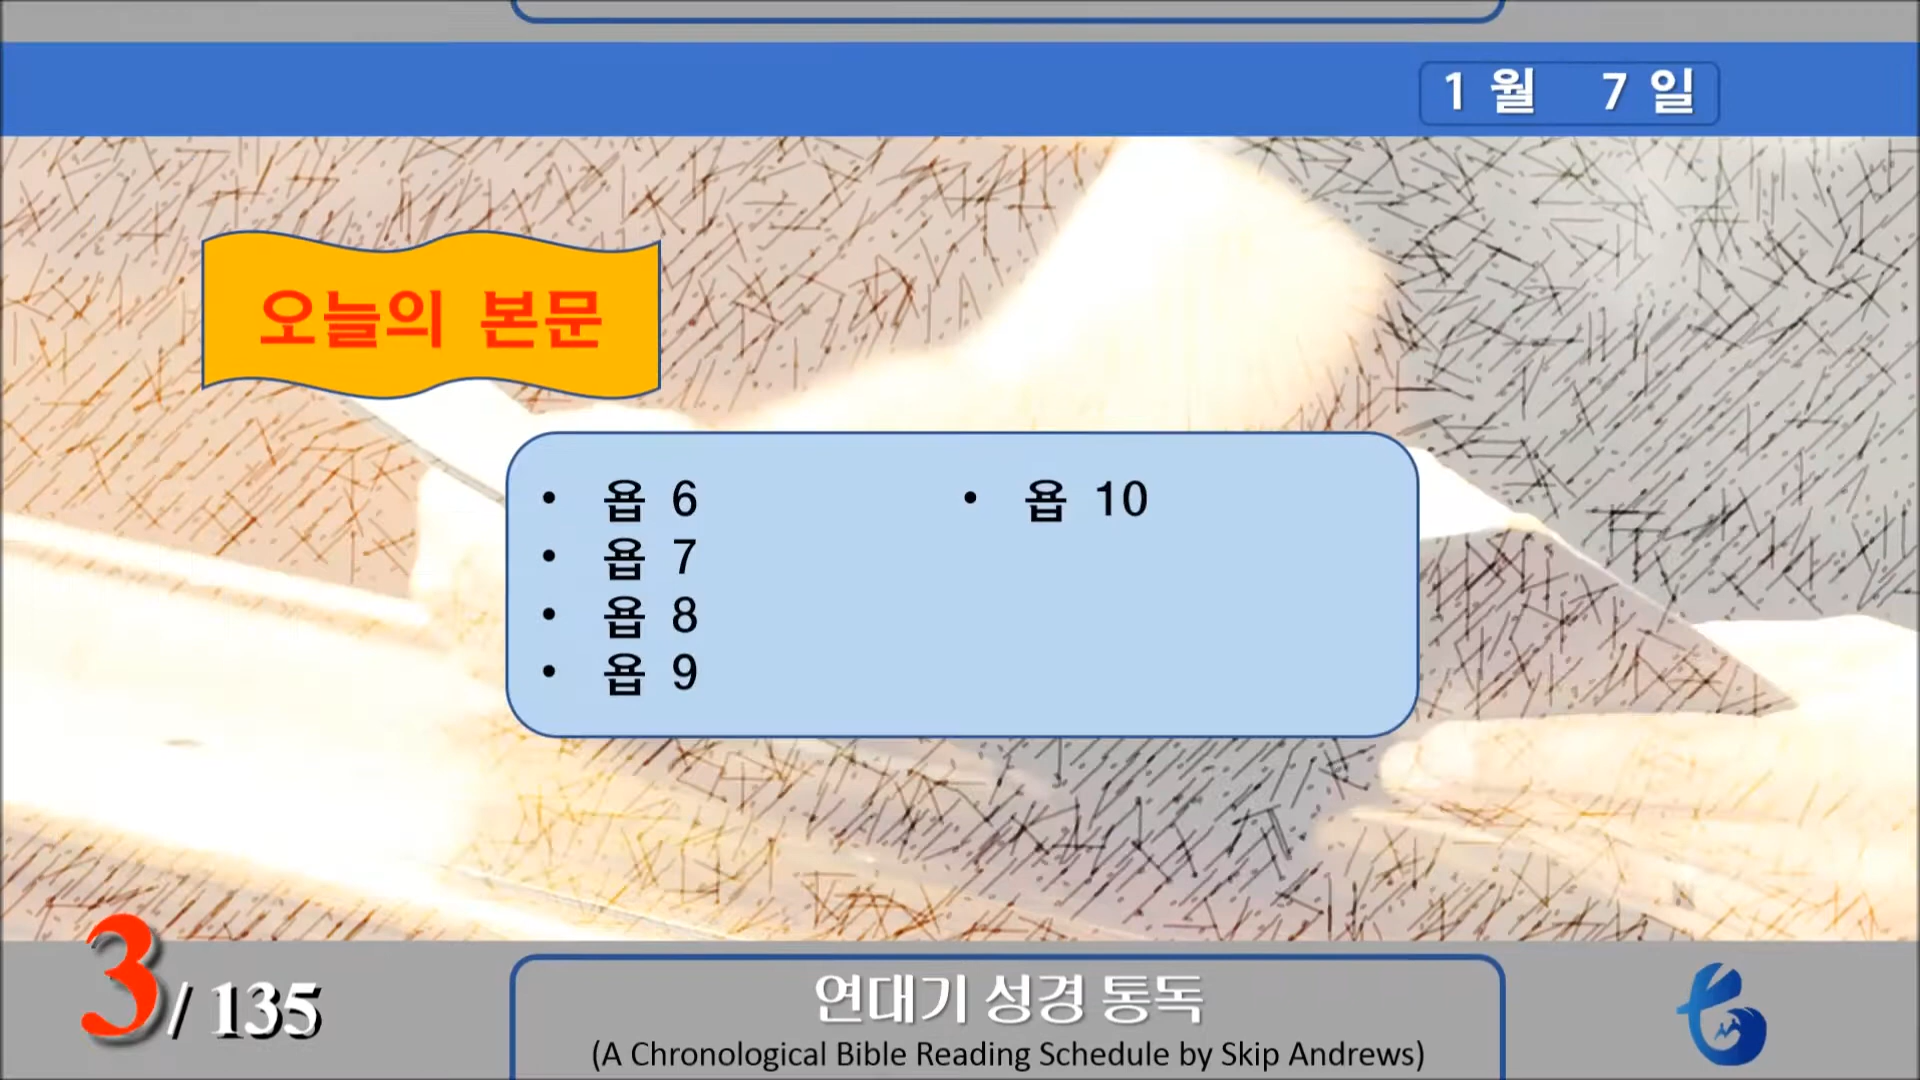 1 월 7 일
오늘의 본문
• 욥 6
• 욥 7
• 욥 8
• 욥 9
• 욥 10
3 / 135
연대기 성경 통독
(A Chronological Bible Reading Schedule by Skip Andrews)